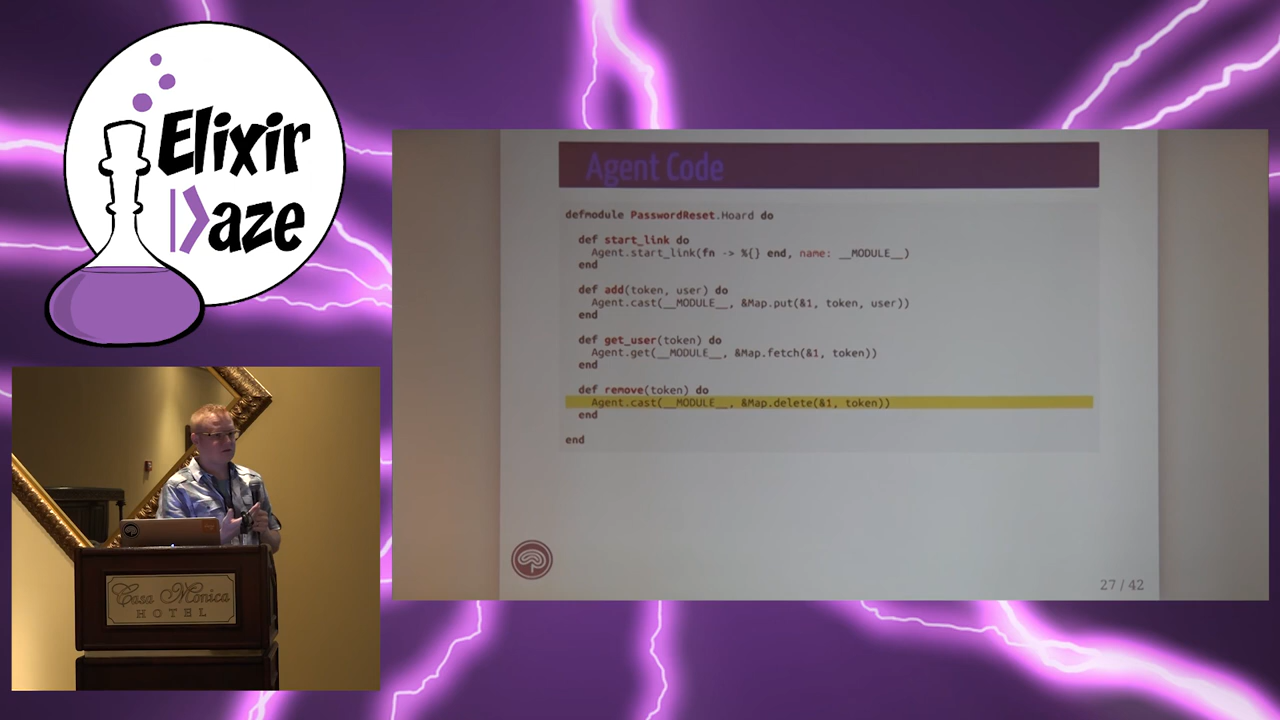 Elixir
Daze
Agent Code
defmodule PasswordReset.Hoard do
def start_link do
Agent.start_link(fn -> %{} end, name: __MODULE__)
end
def add(token, user) do
Agent.cast(__MODULE__, &Map.put(&1, token, user))
end
def get_user(token) do
Agent.get(__MODULE__, &Map.fetch(&1, token))
end
def remove(token) do
Agent.cast(__MODULE__, &Map.delete(&1, token))
end
end
27 / 42
Casa Monica
HOTEL